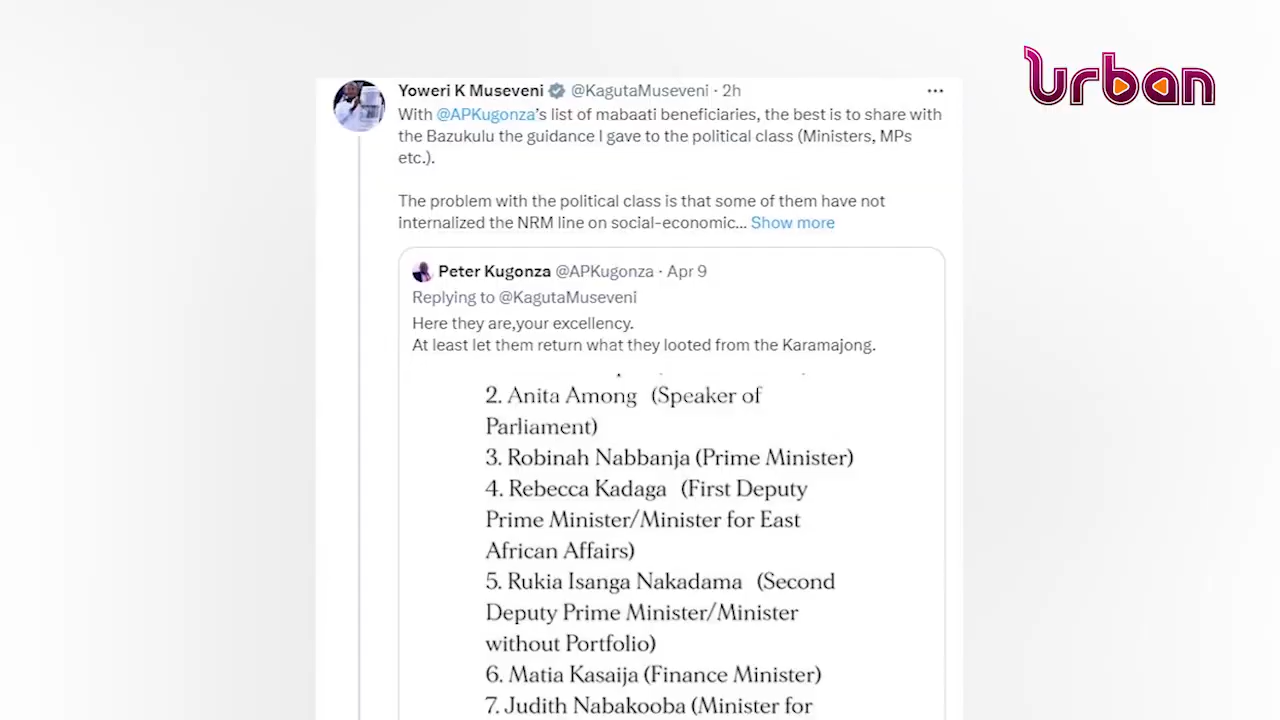 Urban
Yoweri K Museveni @KagutaMuseveni · 2h
With @APKugonza's list of mabaati beneficiaries, the best is to share with
the Bazukulu the guidance I gave to the political class (Ministers, MPs
etc.).
The problem with the political class is that some of them have not
internalized the NRM line on social-economic... Show more
Peter Kugonza @APKugonza · Apr 9
Replying to @KagutaMuseveni
Here they are,your excellency.
At least let them return what they looted from the Karamajong.
2. Anita Among (Speaker of
Parliament)
3. Robinah Nabbanja (Prime Minister)
4. Rebecca Kadaga (First Deputy
Prime Minister/Minister for East
African Affairs)
5. Rukia Isanga Nakadama (Second
Deputy Prime Minister/Minister
without Portfolio)
6. Matia Kasaija (Finance Minister)
7. Judith Nabakooba (Minister for